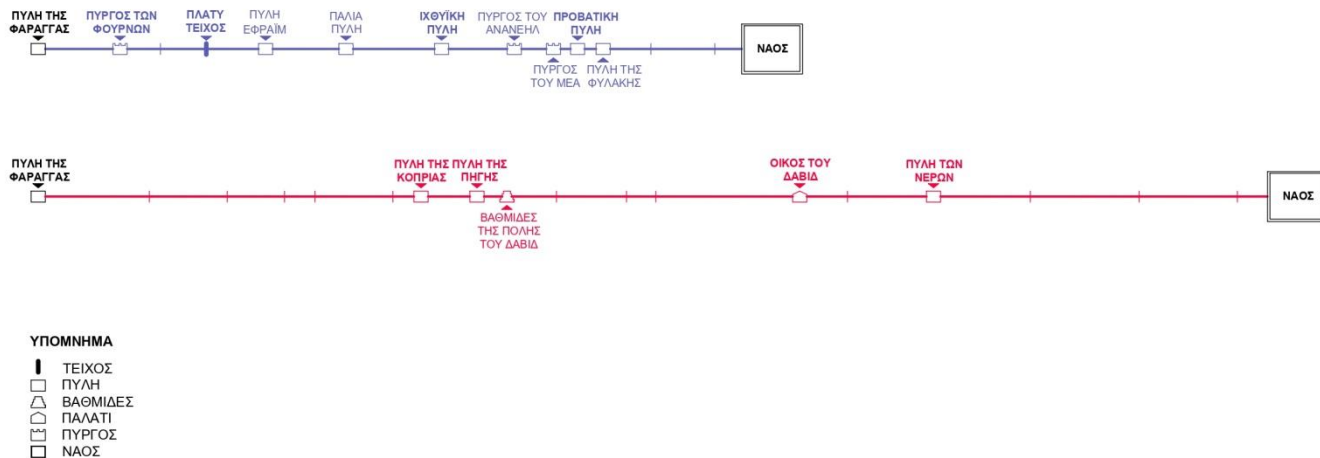 ΠΥΛΗ ΤΗΣ
ΦΑΡΑΓΓΑΣ
ΠΥΡΓΟΣ ΤΩΝ
ΦΟΥΡΝΩΝ
ΠΛΑΤΥ
ΤΕΙΧΟΣ
ΠΥΛΗ
ΕΦΡΑΪΜ
ΠΑΛΙΑ
ΠΥΛΗ
ΙΧΘΥΪΚΗ
ΠΥΛΗ
ΠΥΡΓΟΣ ΤΟΥ
ΑΝΑΝΕΗΛ
ΠΡΟΒΑΤΙΚΗ
ΠΥΛΗ
ΝΑΟΣ
ΠΥΡΓΟΣ
ΤΟΥ ΜΕΑ
ΠΥΛΗ ΤΗΣ
ΦΥΛΑΚΗΣ
ΠΥΛΗ ΤΗΣ
ΦΑΡΑΓΓΑΣ
ΠΥΛΗ ΤΗΣ
ΚΟΠΡΙΑΣ
ΠΥΛΗ ΤΗΣ
ΠΗΓΗΣ
ΟΙΚΟΣ ΤΟΥ
ΔΑΒΙΔ
ΠΥΛΗ ΤΩΝ
ΝΕΡΩΝ
ΝΑΟΣ
ΒΑΘΜΙΔΕΣ
ΤΗΣ ΠΟΛΗΣ
ΤΟΥ ΔΑΒΙΔ
ΥΠΟΜΝΗΜΑ
ΤΕΙΧΟΣ
ΠΥΛΗ
ΒΑΘΜΙΔΕΣ
ΠΑΛΑΤΙ
ΠΥΡΓΟΣ
ΝΑΟΣ